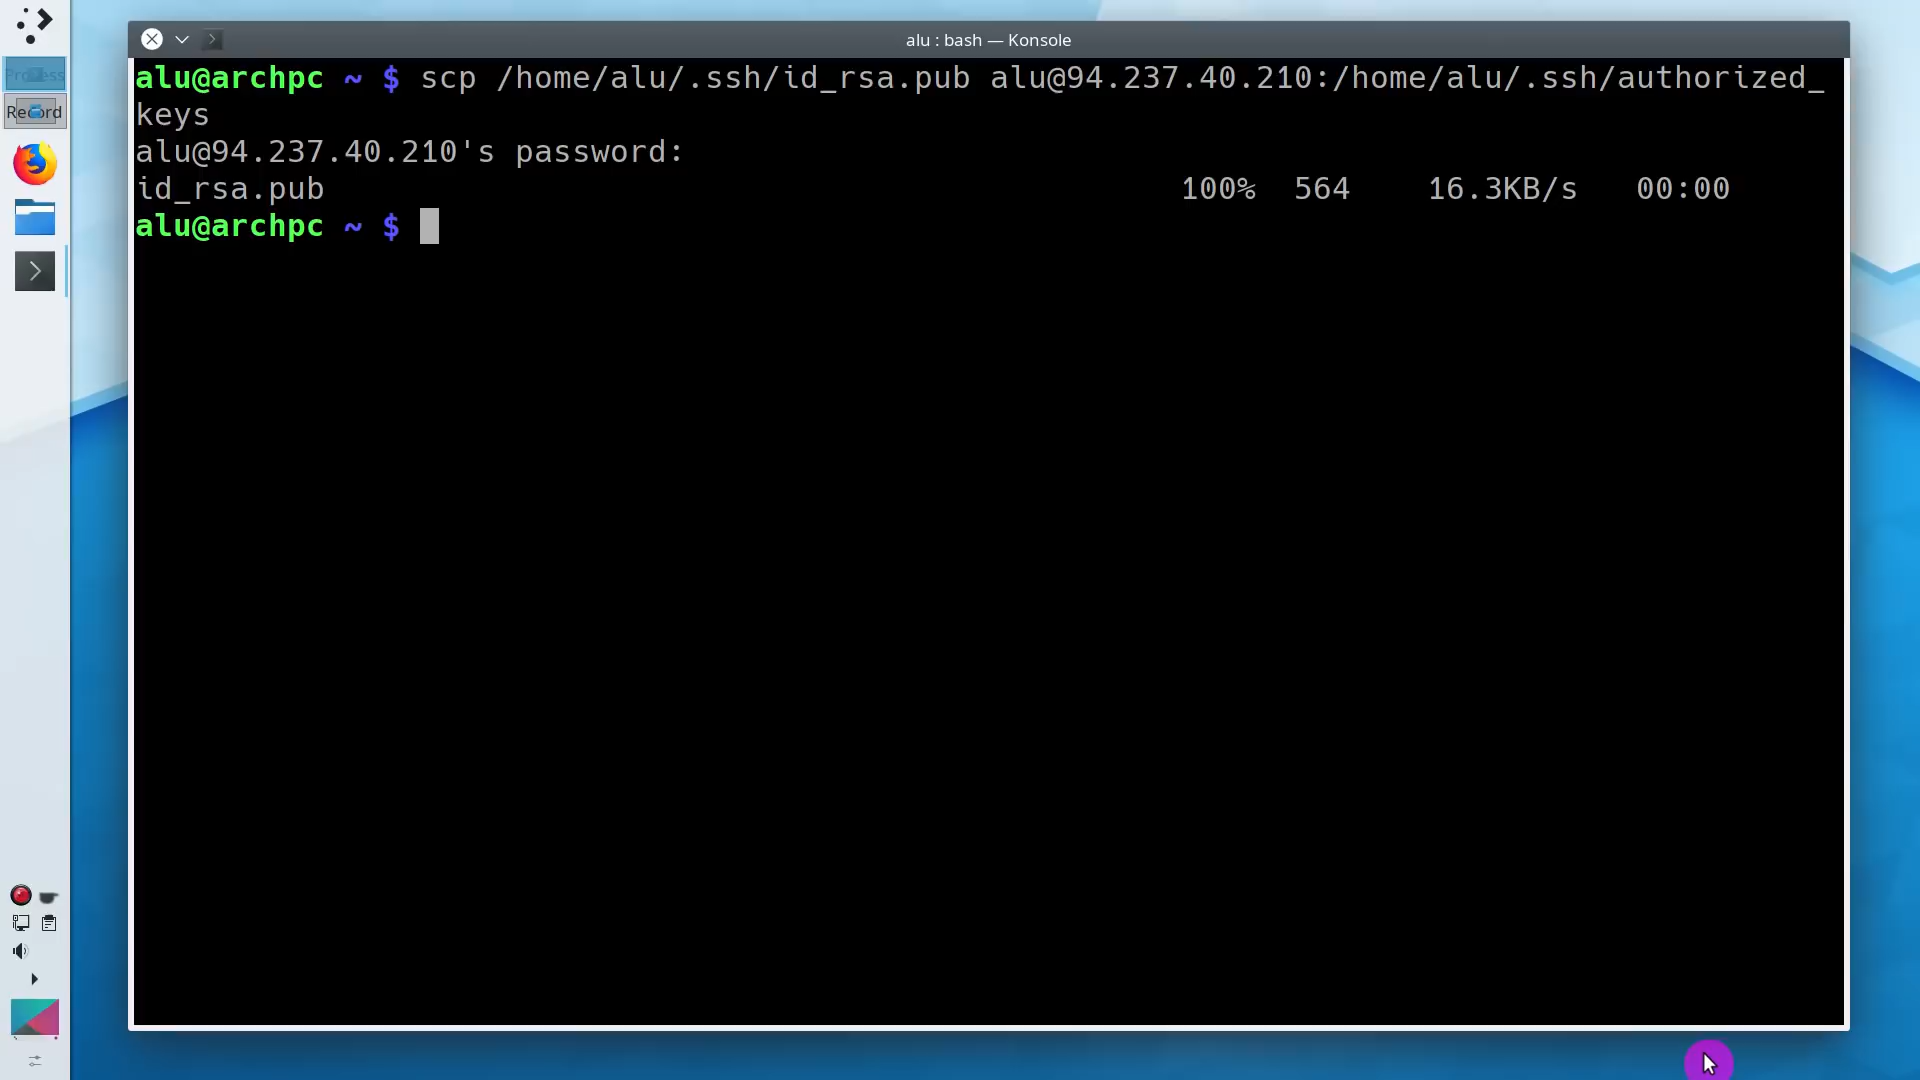 alu : bash — Konsole
Process
Record
alu@archpc ~ $ scp /home/alu/.ssh/id_rsa.pub alu@94.237.40.210:/home/alu/.ssh/authorized_
keys
alu@94.237.40.210's password:
id_rsa.pub 100% 564 16.3KB/s 00:00
alu@archpc ~ $